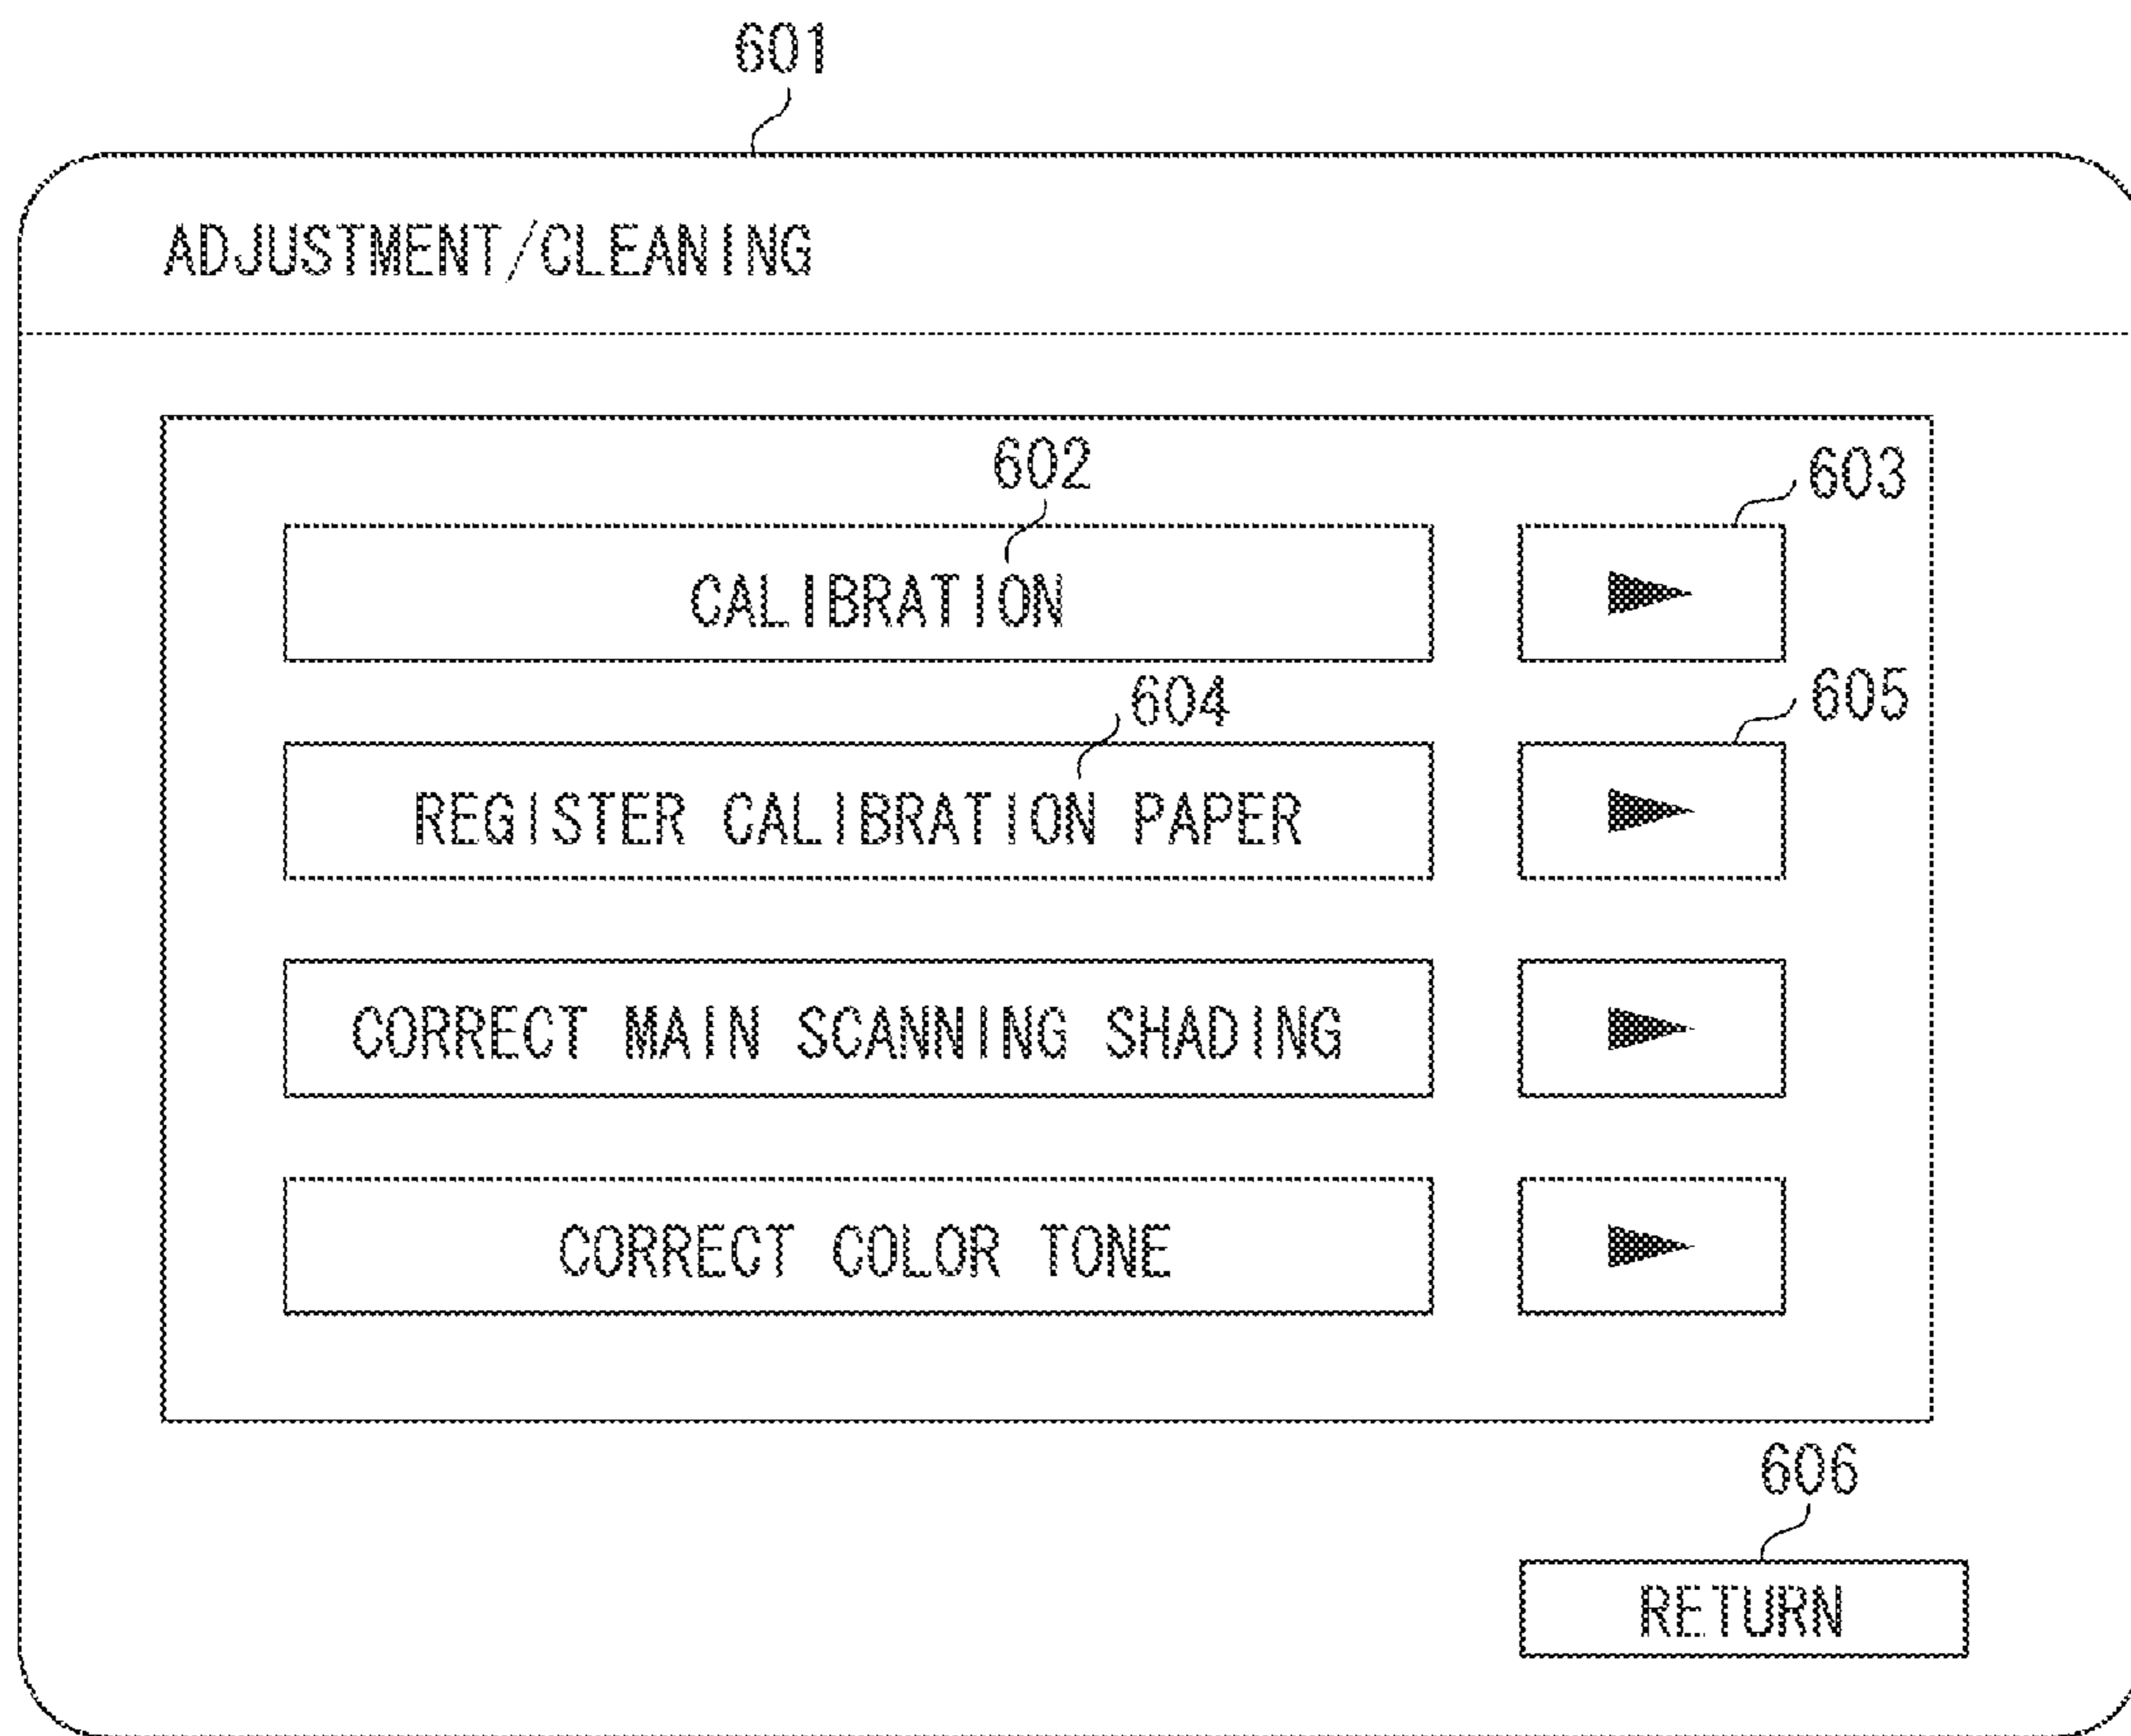 601
ADJUSTMENT/CLEANING
602
603
CALIBRATION
604
605
REGISTER CALIBRATION PAPER
CORRECT MAIN SCANNING SHADING
CORRECT COLOR TONE
606
RETURN